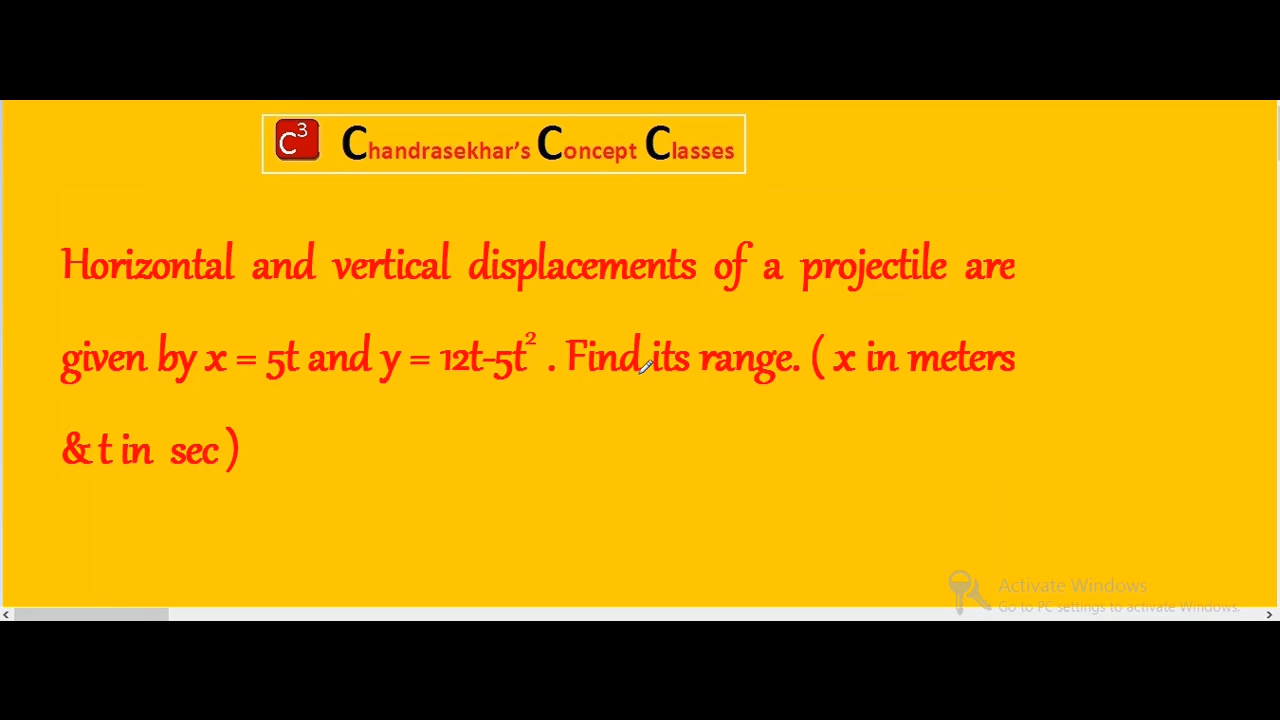 C³ Chandrasekhar's Concept Classes
Horizontal and vertical displacements of a projectile are
given by x = 5t and y = 12t-5t² . Find its range. ( x in meters
& t in sec )
Activate Windows
Go to PC settings to activate Windows.